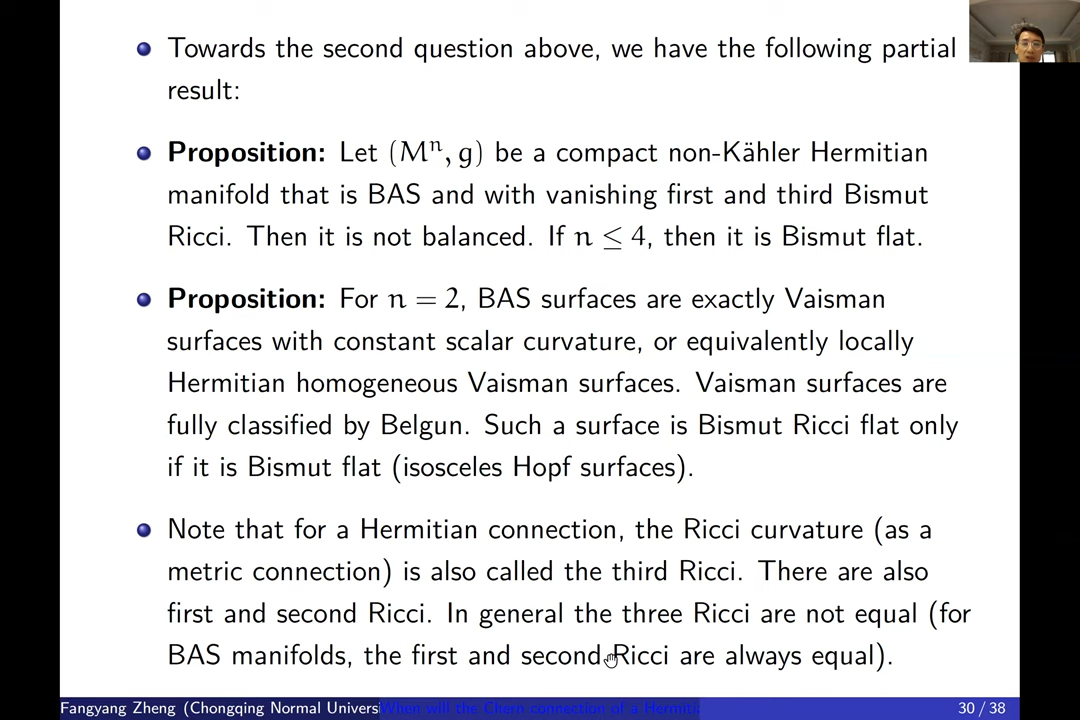 Towards the second question above, we have the following partial
result:
Proposition: Let (Mⁿ, g) be a compact non-Kähler Hermitian
manifold that is BAS and with vanishing first and third Bismut
Ricci. Then it is not balanced. If n ≤ 4, then it is Bismut flat.
Proposition: For n = 2, BAS surfaces are exactly Vaisman
surfaces with constant scalar curvature, or equivalently locally
Hermitian homogeneous Vaisman surfaces. Vaisman surfaces are
fully classified by Belgun. Such a surface is Bismut Ricci flat only
if it is Bismut flat (isosceles Hopf surfaces).
Note that for a Hermitian connection, the Ricci curvature (as a
metric connection) is also called the third Ricci. There are also
first and second Ricci. In general the three Ricci are not equal (for
BAS manifolds, the first and second Ricci are always equal).
Fangyang Zheng (Chongqing Normal Universi When will the Chern connection of a Hermiti 30 / 38